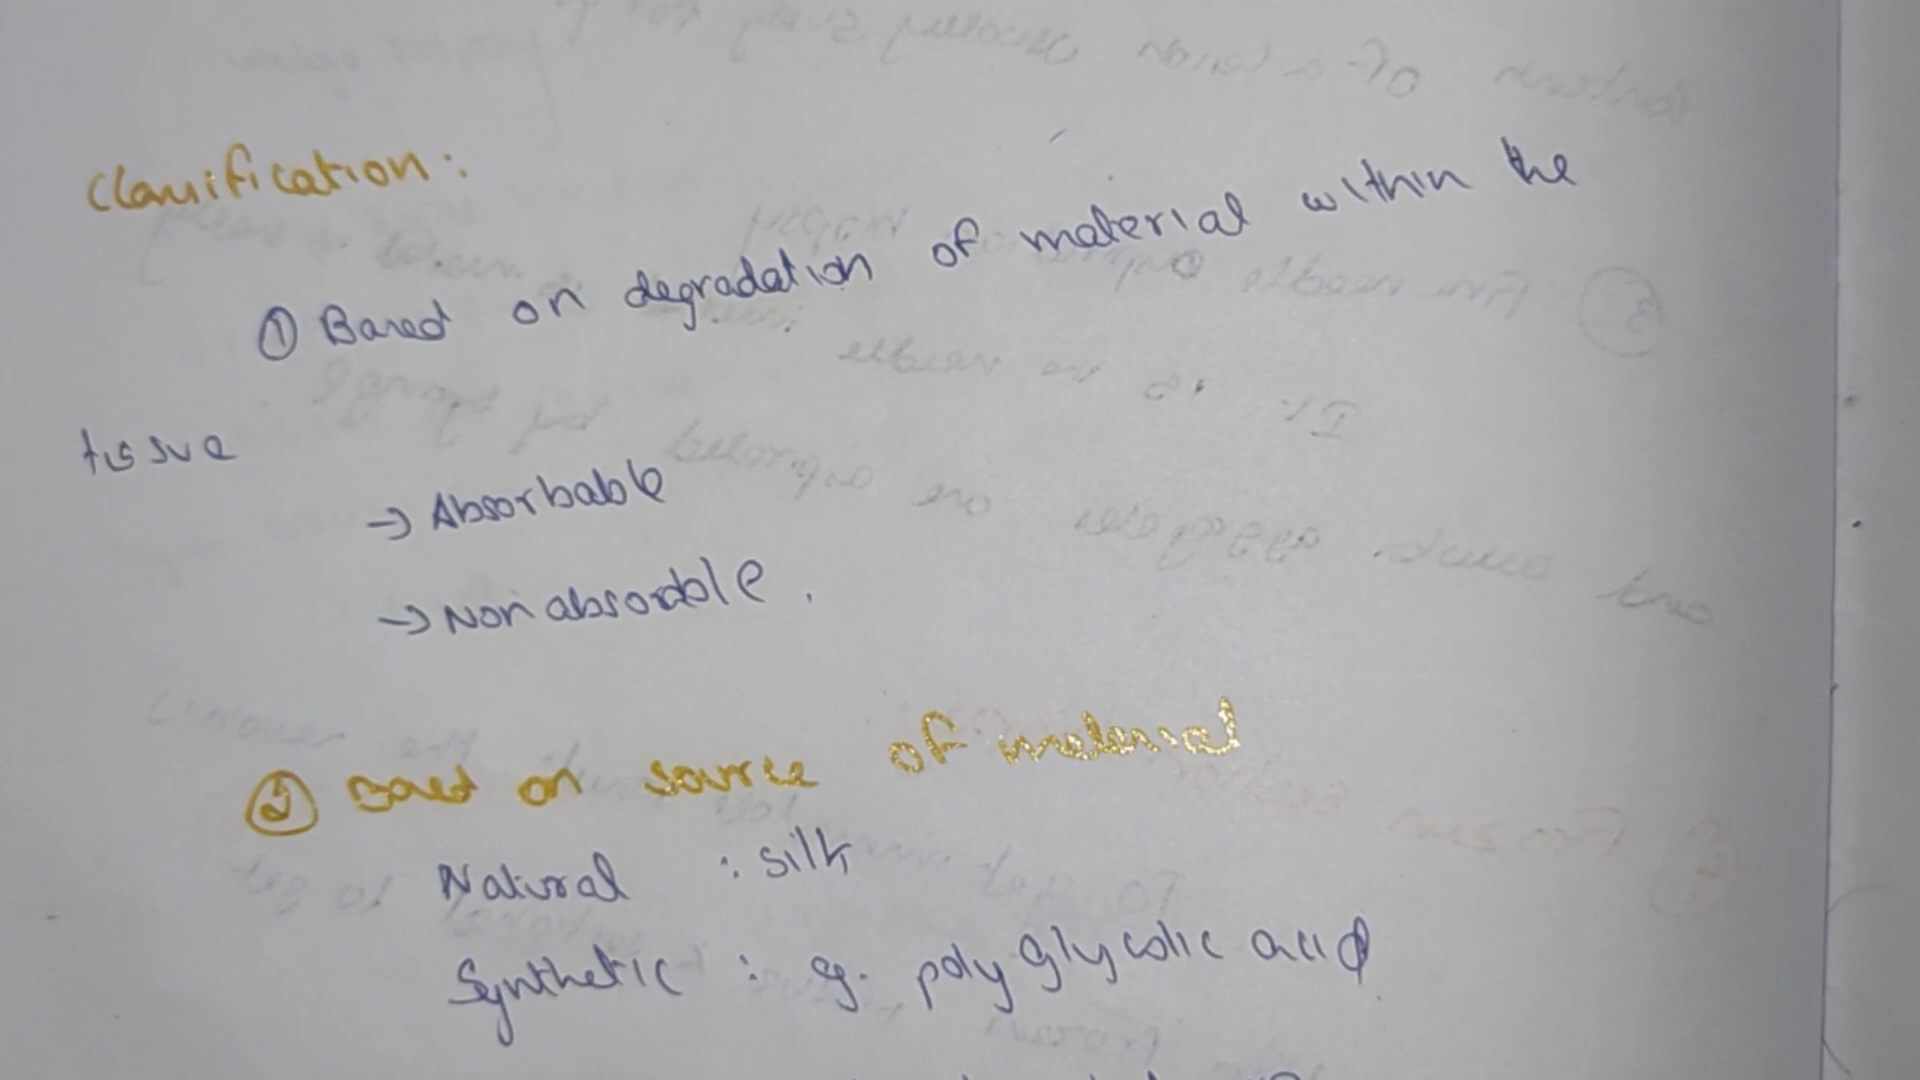 Classification:
① Based on degradation of material within the
tissue
→ Absorbable
→ Non absorbable.
② Based on source of material
Natural : silk
Synthetic : eg. polyglycolic acid